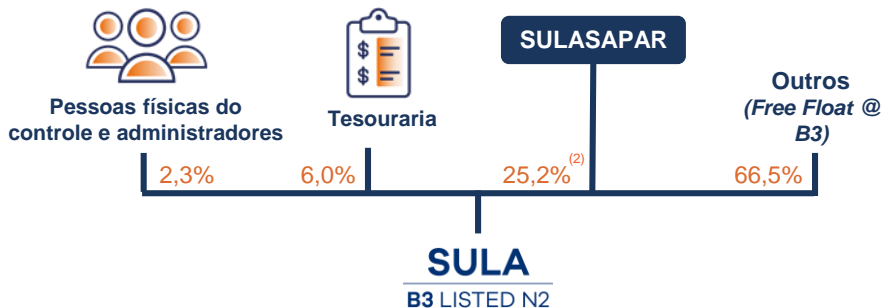 SULASAPAR
Pessoas físicas do
controle e administradores
$
$
Tesouraria
Outros
(Free Float @
B3)
2,3%
6,0%
25,2%(2)
66,5%
SULA
B3 LISTED N2